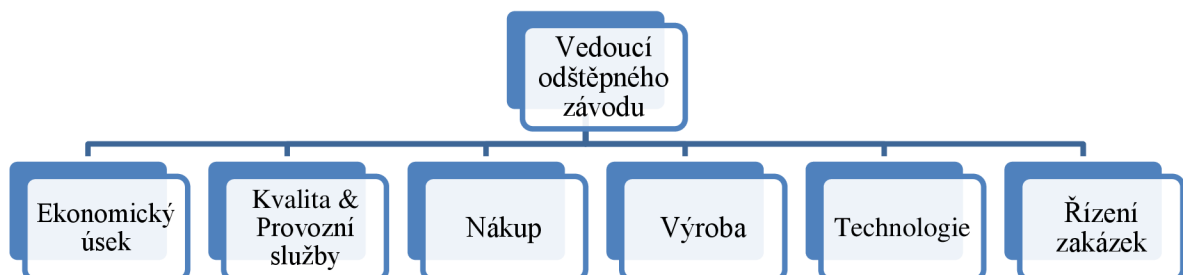 Vedoucí
odštěpného
závodu
Ekonomický
úsek
Kvalita &
Provozní
služby
Nákup
Výroba
Technologie
Řízení
zakázek